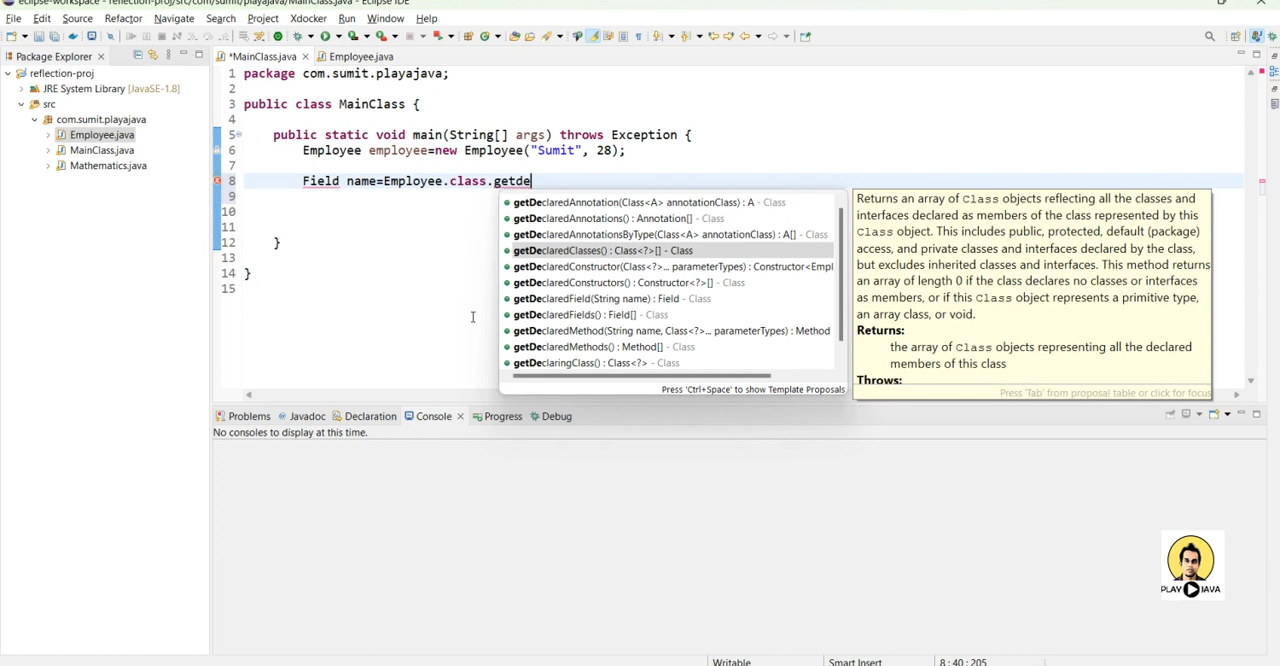 eclipse-workspace - reflection-proj/src/com/sumit/playajava/MainClass.java - Eclipse IDE
File Edit Source Refactor Navigate Search Project Xdocker Run Window Help
Package Explorer
*MainClass.java
Employee.java
reflection-proj
JRE System Library [JavaSE-1.8]
src
com.sumit.playajava
Employee.java
MainClass.java
Mathematics.java
1 package com.sumit.playajava;
2
3 public class MainClass {
4
5 public static void main(String[] args) throws Exception {
6 Employee employee=new Employee("Sumit", 28);
7
8 Field name=Employee.class.getde
9
10
11
12 }
13
14 }
15
getDeclaredAnnotation(Class<A> annotationClass) : A - Class
getDeclaredAnnotations() : Annotation[] - Class
getDeclaredAnnotationsByType(Class<A> annotationClass) : A[] - Class
getDeclaredClasses() : Class<?>[] - Class
getDeclaredConstructor(Class<?>... parameterTypes) : Constructor<Empl
getDeclaredConstructors() : Constructor<?>[] - Class
getDeclaredField(String name) : Field - Class
getDeclaredFields() : Field[] - Class
getDeclaredMethod(String name, Class<?>... parameterTypes) : Method
getDeclaredMethods() : Method[] - Class
getDeclaringClass() : Class<?> - Class
Press 'Ctrl+Space' to show Template Proposals
Returns an array of Class objects reflecting all the classes and
interfaces declared as members of the class represented by this
Class object. This includes public, protected, default (package)
access, and private classes and interfaces declared by the class,
but excludes inherited classes and interfaces. This method returns
an array of length 0 if the class declares no classes or interfaces
as members, or if this Class object represents a primitive type,
an array class, or void.
Returns:
the array of Class objects representing all the declared
members of this class
Throws:
Press 'Tab' from proposal table or click for focus
Problems Javadoc Declaration Console Progress Debug
No consoles to display at this time.
PLAY JAVA
Writable
Smart Insert
8 : 40 : 205